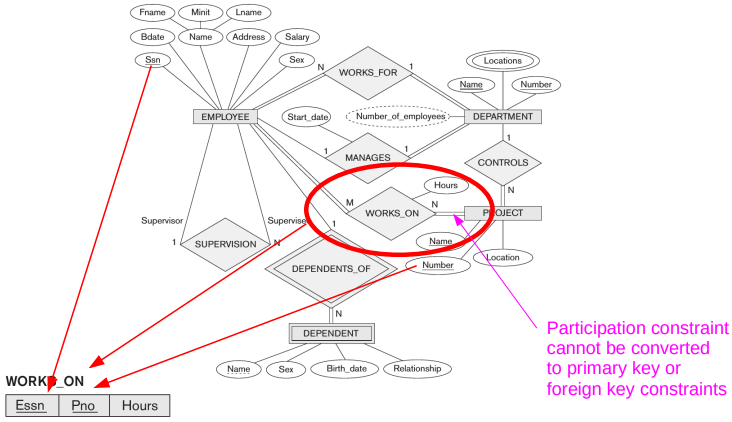 Fname Minit Lname
Bdate Name Address Salary
Ssn Sex
N WORKS_FOR 1
Locations
Name Number
EMPLOYEE
Start_date
Number_of_employees
DEPARTMENT
1 MANAGES 1
1
CONTROLS
N
Hours
M WORKS_ON N
PROJECT
Supervisor Supervise
1 SUPERVISION N
1
Name
Number
Location
DEPENDENTS_OF
N
DEPENDENT
Name Sex Birth_date Relationship
Participation constraint
cannot be converted
to primary key or
foreign key constraints
WORKS_ON
Essn Pno Hours